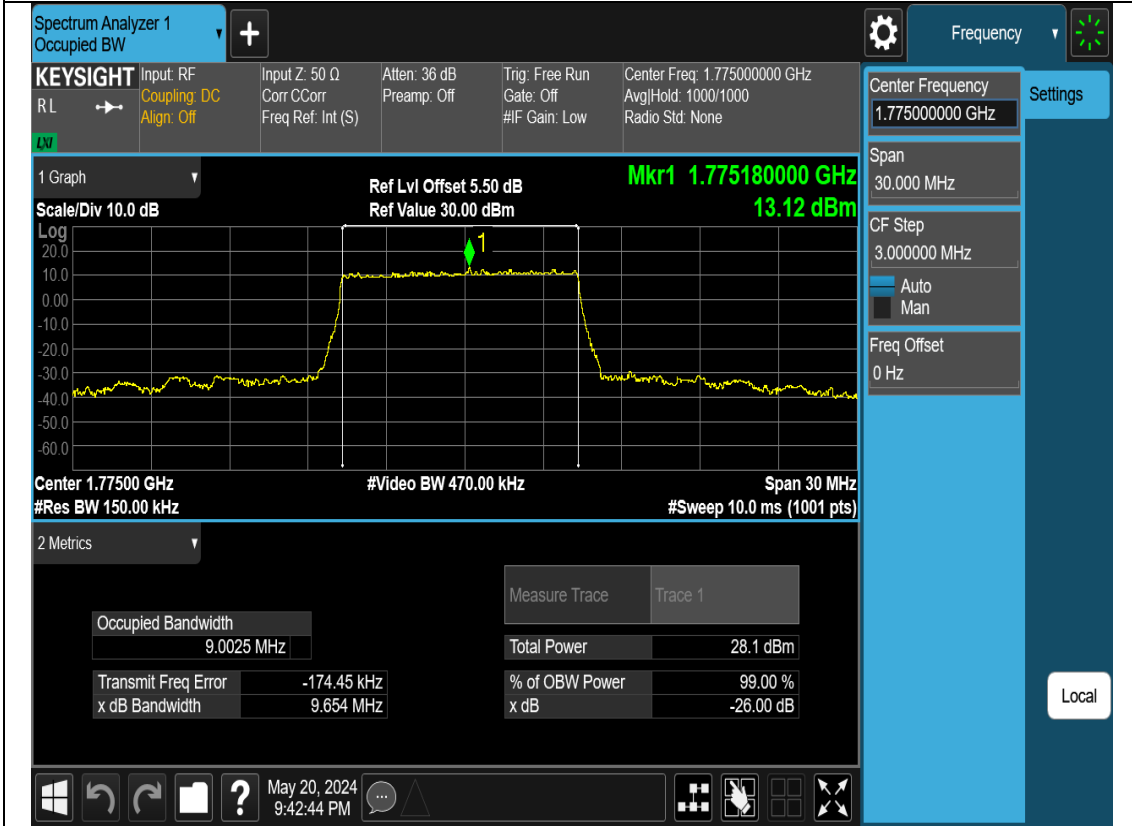 Spectrum Analyzer 1
Occupied BW
Frequency
KEYSIGHT
R L
LXI
Input: RF
Coupling: DC
Align: Off
Input Z: 50 Ω
Corr CCorr
Freq Ref: Int (S)
Atten: 36 dB
Preamp: Off
Trig: Free Run
Gate: Off
#IF Gain: Low
Center Freq: 1.775000000 GHz
Avg|Hold: 1000/1000
Radio Std: None
Center Frequency
1.775000000 GHz
Settings
Span
30.000 MHz
CF Step
3.000000 MHz
Auto
Man
Freq Offset
0 Hz
Local
1 Graph
Scale/Div 10.0 dB
Ref Lvl Offset 5.50 dB
Ref Value 30.00 dBm
Mkr1 1.775180000 GHz
13.12 dBm
Log
1
20.0
10.0
0.00
-10.0
-20.0
-30.0
-40.0
-50.0
-60.0
Center 1.77500 GHz
#Video BW 470.00 kHz
Span 30 MHz
#Res BW 150.00 kHz
#Sweep 10.0 ms (1001 pts)
2 Metrics
Measure Trace Trace 1
Occupied Bandwidth
9.0025 MHz
Total Power 28.1 dBm
Transmit Freq Error -174.45 kHz
% of OBW Power 99.00 %
x dB Bandwidth 9.654 MHz
x dB -26.00 dB
?
May 20, 2024
9:42:44 PM